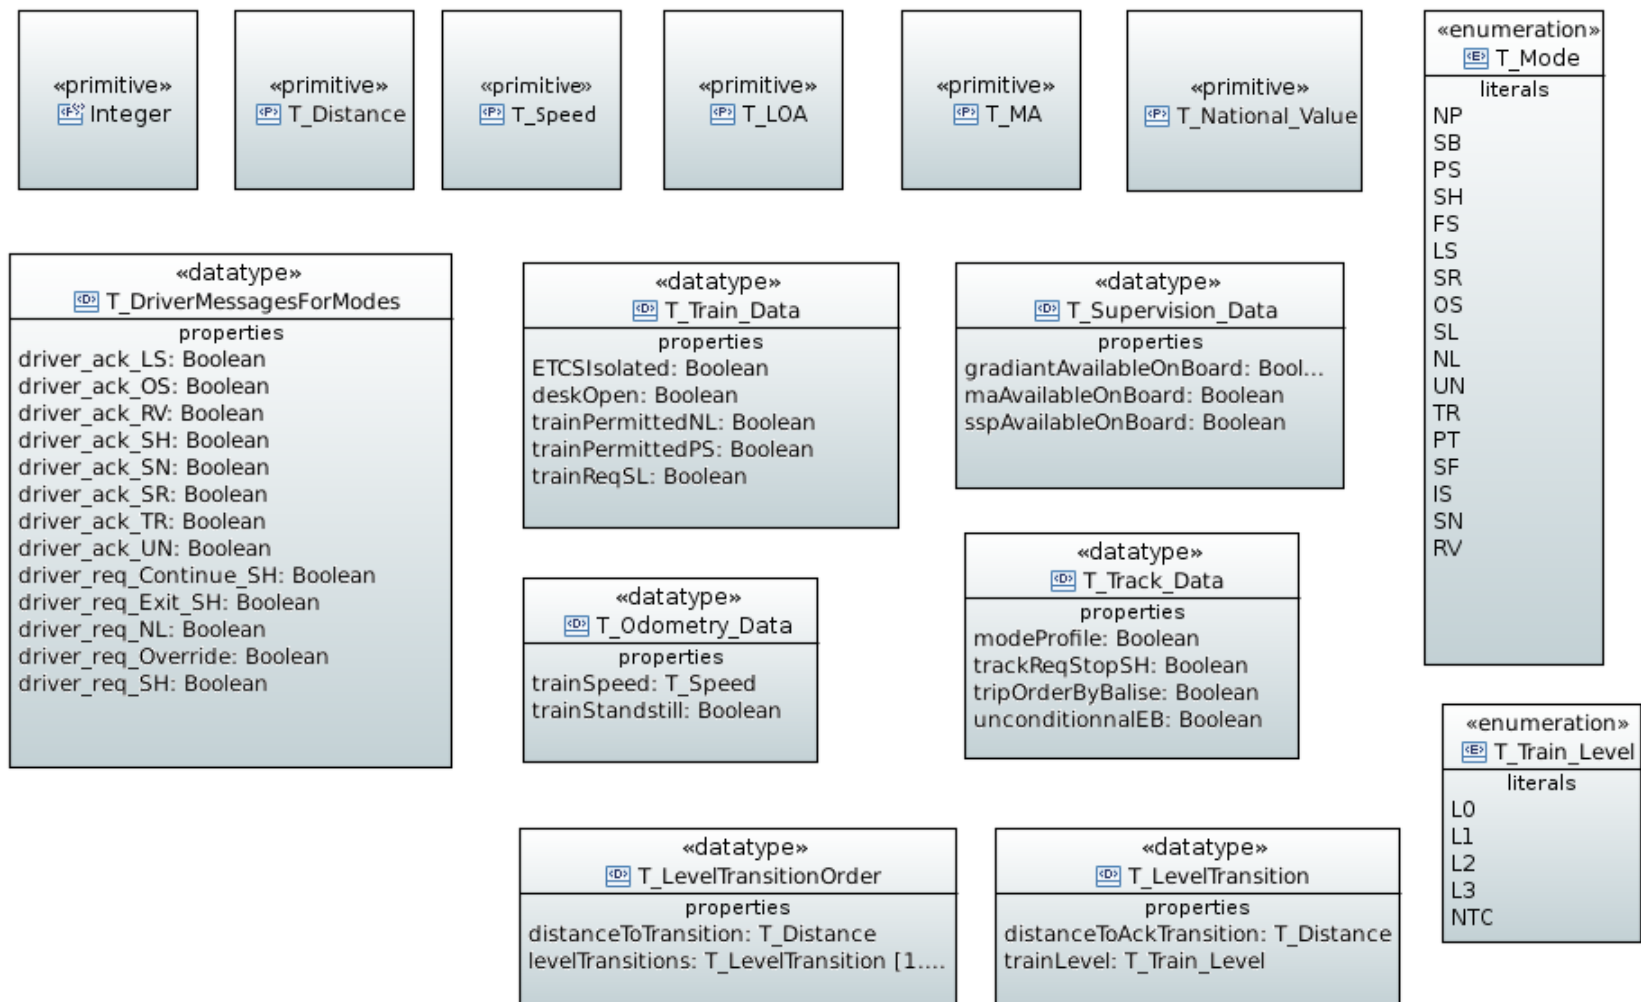 «primitive»
Integer
«primitive»
T_Distance
«primitive»
T_Speed
«primitive»
T_LOA
«primitive»
T_MA
«primitive»
T_National_Value
«enumeration»
T_Mode
literals
NP
SB
PS
SH
FS
LS
SR
OS
SL
NL
UN
TR
PT
SF
IS
SN
RV
«datatype»
T_DriverMessagesForModes
properties
driver_ack_LS: Boolean
driver_ack_OS: Boolean
driver_ack_RV: Boolean
driver_ack_SH: Boolean
driver_ack_SN: Boolean
driver_ack_SR: Boolean
driver_ack_TR: Boolean
driver_ack_UN: Boolean
driver_req_Continue_SH: Boolean
driver_req_Exit_SH: Boolean
driver_req_NL: Boolean
driver_req_Override: Boolean
driver_req_SH: Boolean
«datatype»
T_Train_Data
properties
ETCSIsolated: Boolean
deskOpen: Boolean
trainPermittedNL: Boolean
trainPermittedPS: Boolean
trainReqSL: Boolean
«datatype»
T_Supervision_Data
properties
gradiantAvailableOnBoard: Bool...
maAvailableOnBoard: Boolean
sspAvailableOnBoard: Boolean
«datatype»
T_Odometry_Data
properties
trainSpeed: T_Speed
trainStandstill: Boolean
«datatype»
T_Track_Data
properties
modeProfile: Boolean
trackReqStopSH: Boolean
tripOrderByBalise: Boolean
unconditionnalEB: Boolean
«enumeration»
T_Train_Level
literals
L0
L1
L2
L3
NTC
«datatype»
T_LevelTransitionOrder
properties
distanceToTransition: T_Distance
levelTransitions: T_LevelTransition [1....
«datatype»
T_LevelTransition
properties
distanceToAckTransition: T_Distance
trainLevel: T_Train_Level